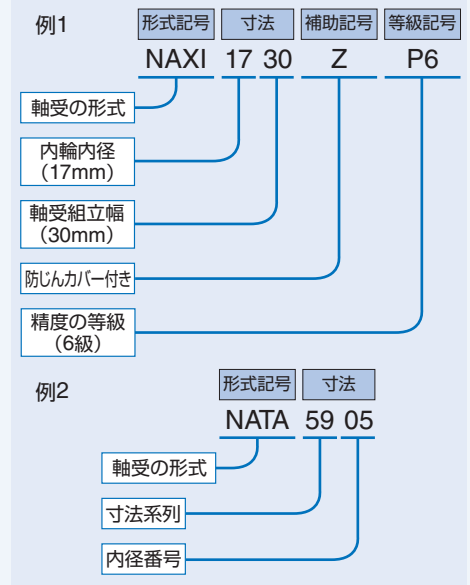 例1
形式記号 寸法 補助記号 等級記号
NAXI 17 30 Z P6
軸受の形式
内輪内径
(17mm)
軸受組立幅
(30mm)
防じんカバー付き
精度の等級
(6級)
例2
形式記号 寸法
NATA 59 05
軸受の形式
寸法系列
内径番号